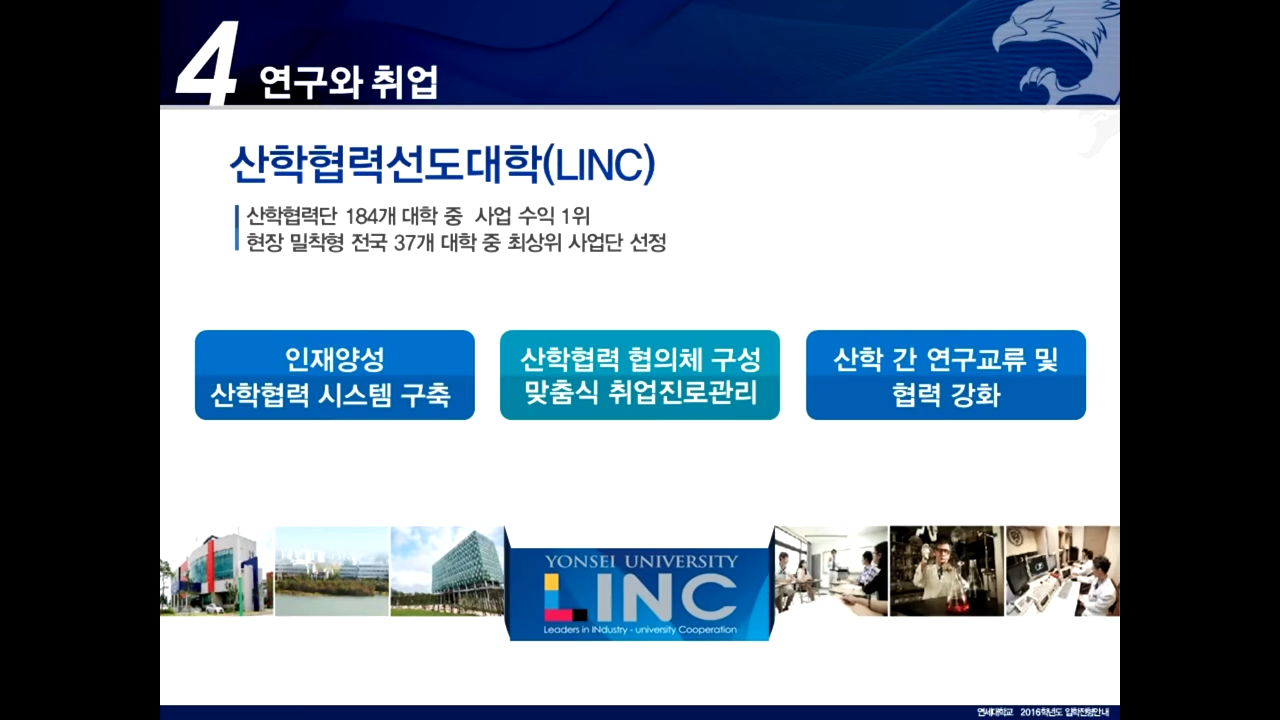 4 연구와 취업
산학협력선도대학(LINC)
산학협력단 184개 대학 중 사업 수익 1위
현장 밀착형 전국 37개 대학 중 최상위 사업단 선정
인재양성
산학협력 시스템 구축
산학협력 협의체 구성
맞춤식 취업진로관리
산학 간 연구교류 및
협력 강화
YONSEI UNIVERSITY
LINC
Leaders in INdustry - university Cooperation
연세대학교 2016학년도 입학전형안내